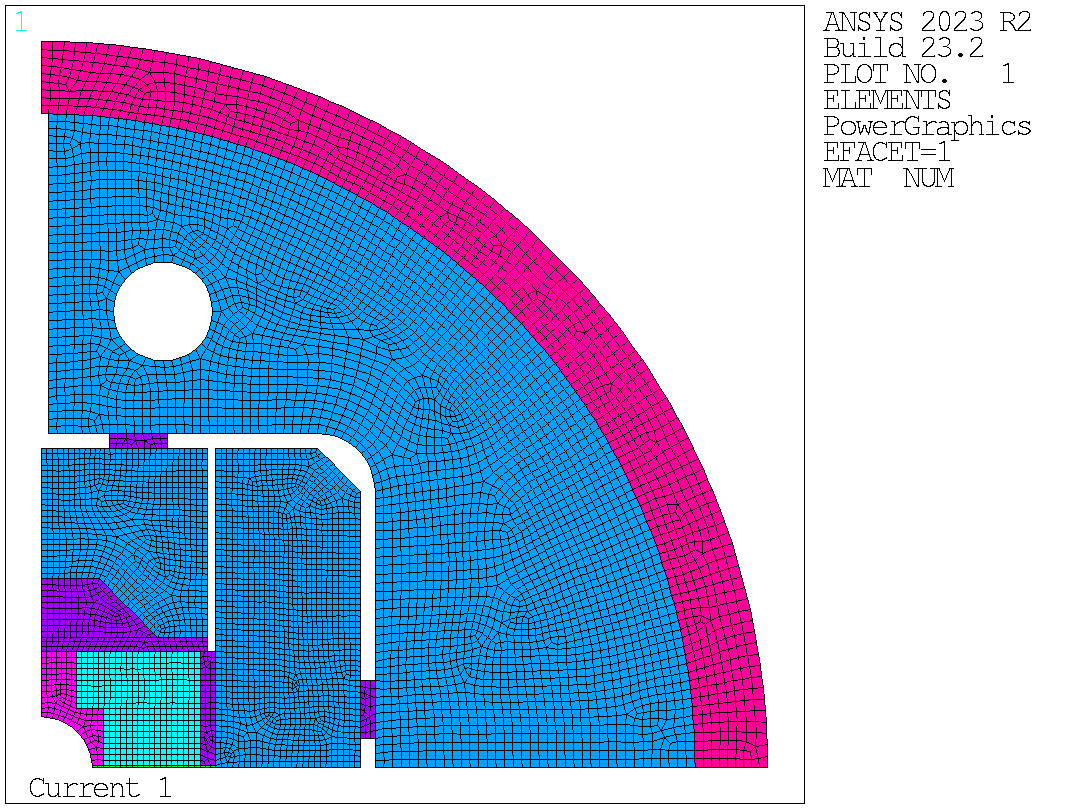 1
ANSYS 2023 R2
Build 23.2
PLOT NO.   1
ELEMENTS
PowerGraphics
EFACET=1
MAT  NUM
Current 1